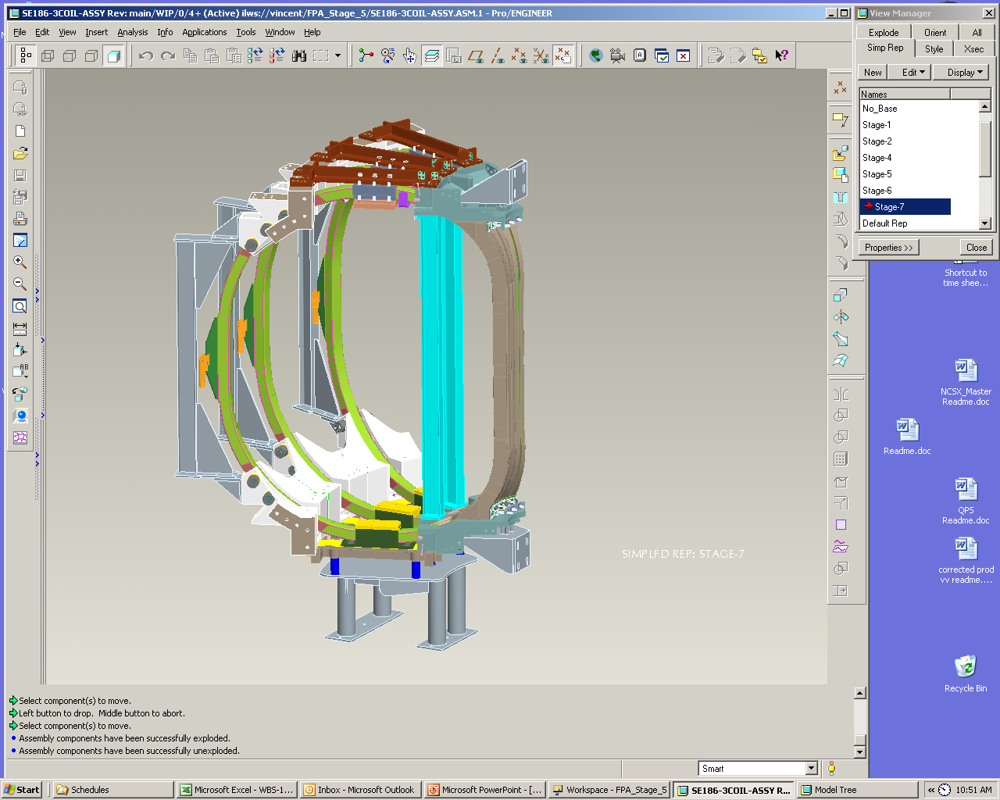 SE186-3COIL-ASSY Rev: main/WIP/0/4+ (Active) ilws://vincent/FPA_Stage_5/SE186-3COIL-ASSY.ASM.1 - Pro/ENGINEER
File Edit View Insert Analysis Info Applications Tools Window Help
View Manager
Explode Orient All
Simp Rep Style Xsec
New Edit Display
Names
No_Base
Stage-1
Stage-2
Stage-4
Stage-5
Stage-6
Stage-7
Default Rep
Properties >> Close
Shortcut to
time shee...
NCSX_Master
Readme.doc
Readme.doc
QPS
Readme.doc
corrected prod
vv readme....
Recycle Bin
SIMPLFD REP: STAGE-7
Select component(s) to move.
Left button to drop. Middle button to abort.
Select component(s) to move.
Assembly components have been successfully exploded.
Assembly components have been successfully unexploded.
Smart
Start Schedules Microsoft Excel - WBS-1... Inbox - Microsoft Outlook Microsoft PowerPoint - [... Workspace - FPA_Stage_5 SE186-3COIL-ASSY R... Model Tree << 10:51 AM